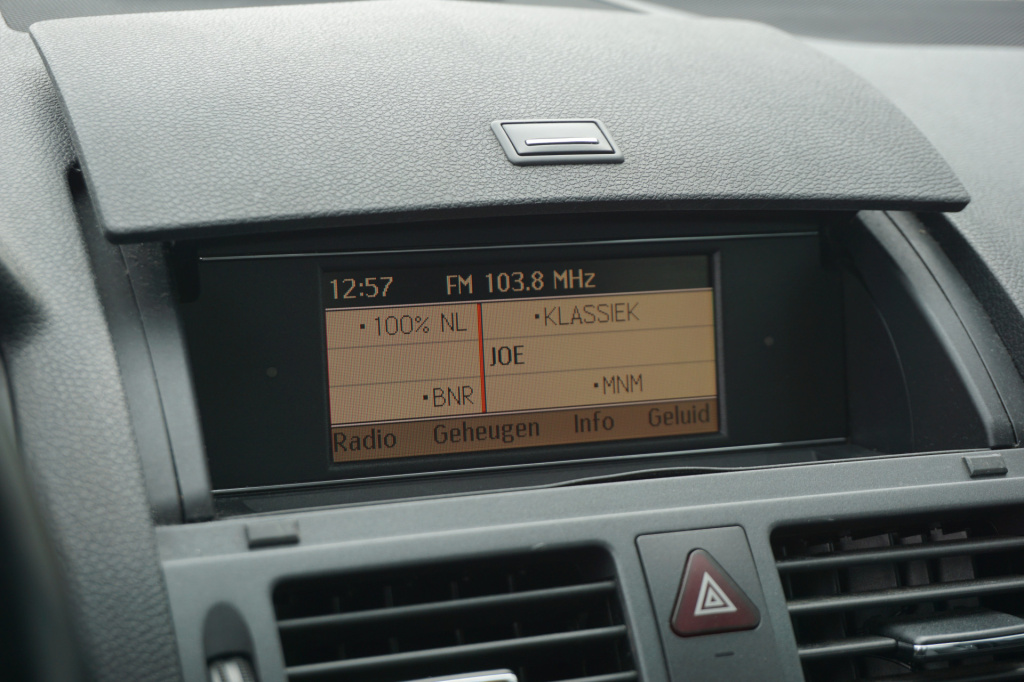 12:57 FM 103.8 MHz
· 100% NL · KLASSIEK
JOE
· BNR · MNM
Radio Geheugen Info Geluid